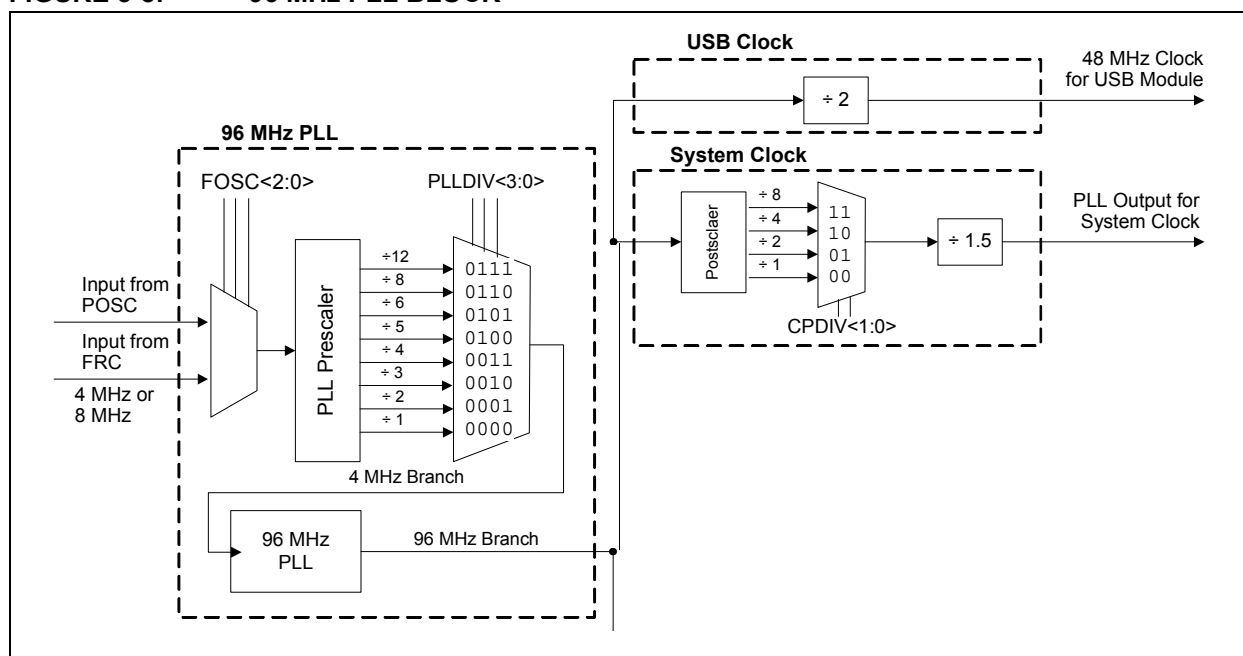 USB Clock
48 MHz Clock
for USB Module
÷ 2
96 MHz PLL
System Clock
FOSC<2:0>
PLLDIV<3:0>
Postsclaer
÷ 8
÷ 4
÷ 2
÷ 1
11
10
01
00
÷ 1.5
PLL Output for
System Clock
CPDIV<1:0>
Input from
POSC
Input from
FRC
4 MHz or
8 MHz
PLL Prescaler
÷12
÷ 8
÷ 6
÷ 5
÷ 4
÷ 3
÷ 2
÷ 1
0111
0110
0101
0100
0011
0010
0001
0000
4 MHz Branch
96 MHz
PLL
96 MHz Branch